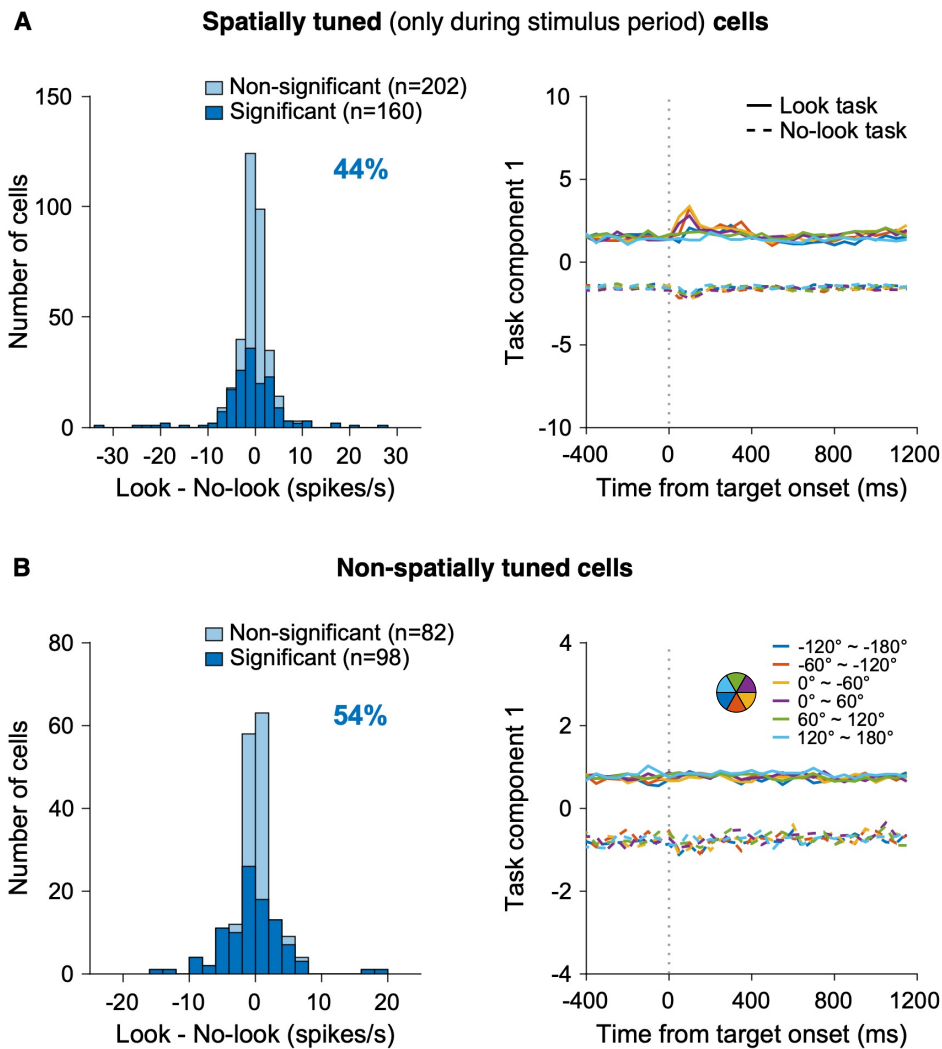 A
Spatially tuned (only during stimulus period) cells
Non-significant (n=202)
Significant (n=160)
44%
150
100
50
0
Number of cells
-30 -20 -10 0 10 20 30
Look - No-look (spikes/s)
Look task
No-look task
10
5
0
-5
-10
Task component 1
-400 0 400 800 1200
Time from target onset (ms)
B
Non-spatially tuned cells
Non-significant (n=82)
Significant (n=98)
54%
80
60
40
20
0
Number of cells
-20 -10 0 10 20
Look - No-look (spikes/s)
-120° ~ -180°
-60° ~ -120°
0° ~ -60°
0° ~ 60°
60° ~ 120°
120° ~ 180°
4
2
0
-2
-4
Task component 1
-400 0 400 800 1200
Time from target onset (ms)